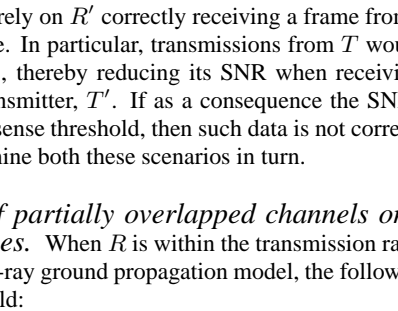 rely on R′ correctly receiving a frame from
e. In particular, transmissions from T wou
, thereby reducing its SNR when receivi
nsmitter, T′. If as a consequence the SN
sense threshold, then such data is not corre
nine both these scenarios in turn.
f partially overlapped channels on
es. When R is within the transmission ra
-ray ground propagation model, the follow
ld: